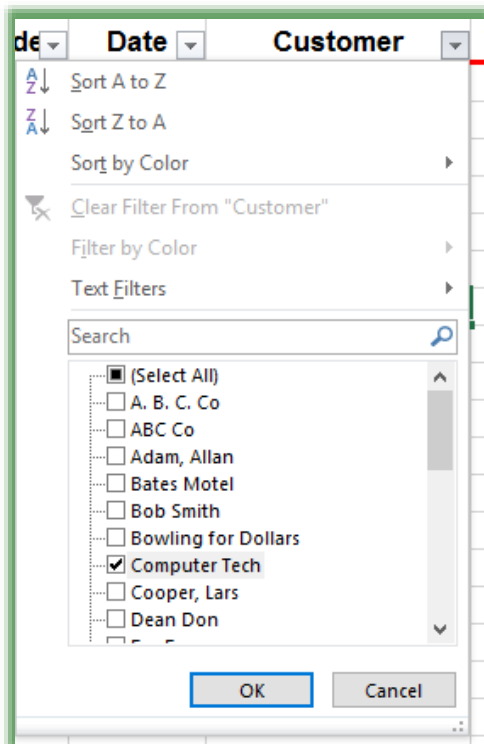 de Date Customer
Sort A to Z
Sort Z to A
Sort by Color
Clear Filter From "Customer"
Filter by Color
Text Filters
Search
(Select All)
A. B. C. Co
ABC Co
Adam, Allan
Bates Motel
Bob Smith
Bowling for Dollars
Computer Tech
Cooper, Lars
Dean Don
OK Cancel